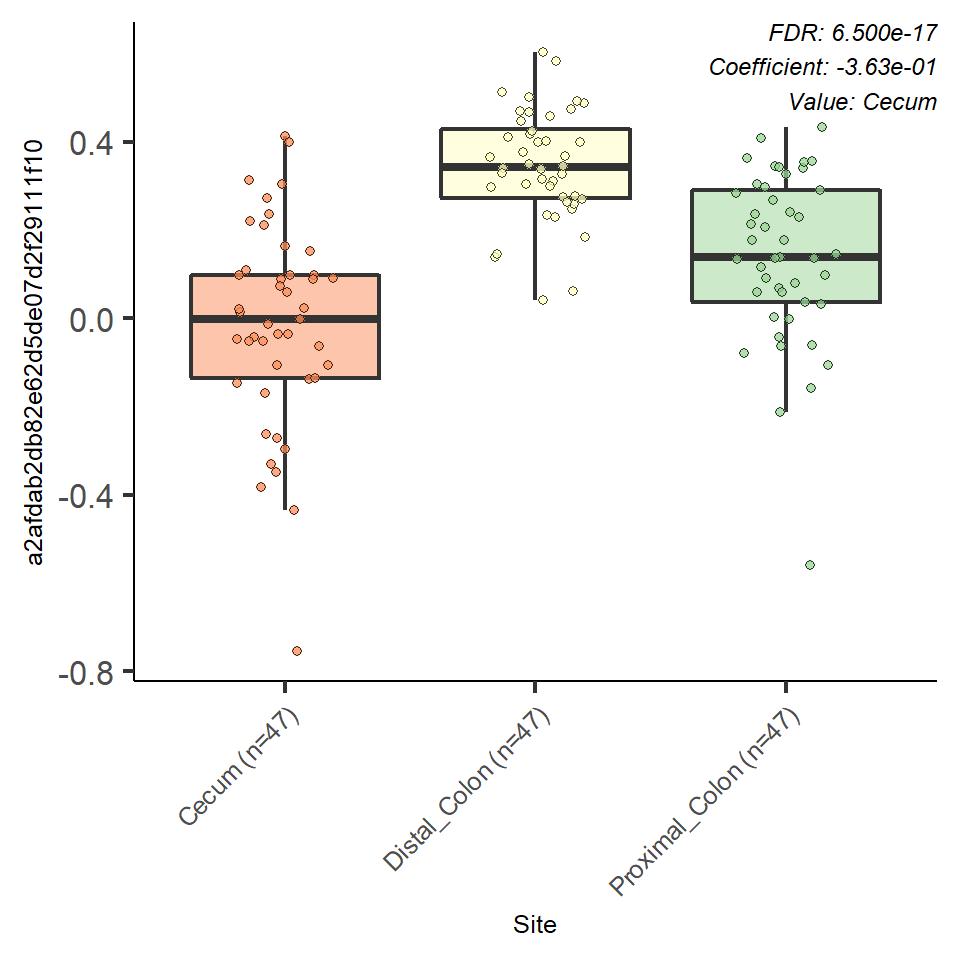 FDR: 6.500e-17
Coefficient: -3.63e-01
Value: Cecum
a2afdab2db82e62d5de07d2f29111f10
0.4
0.0
-0.4
-0.8
Cecum (n=47)
Distal_Colon (n=47)
Proximal_Colon (n=47)
Site